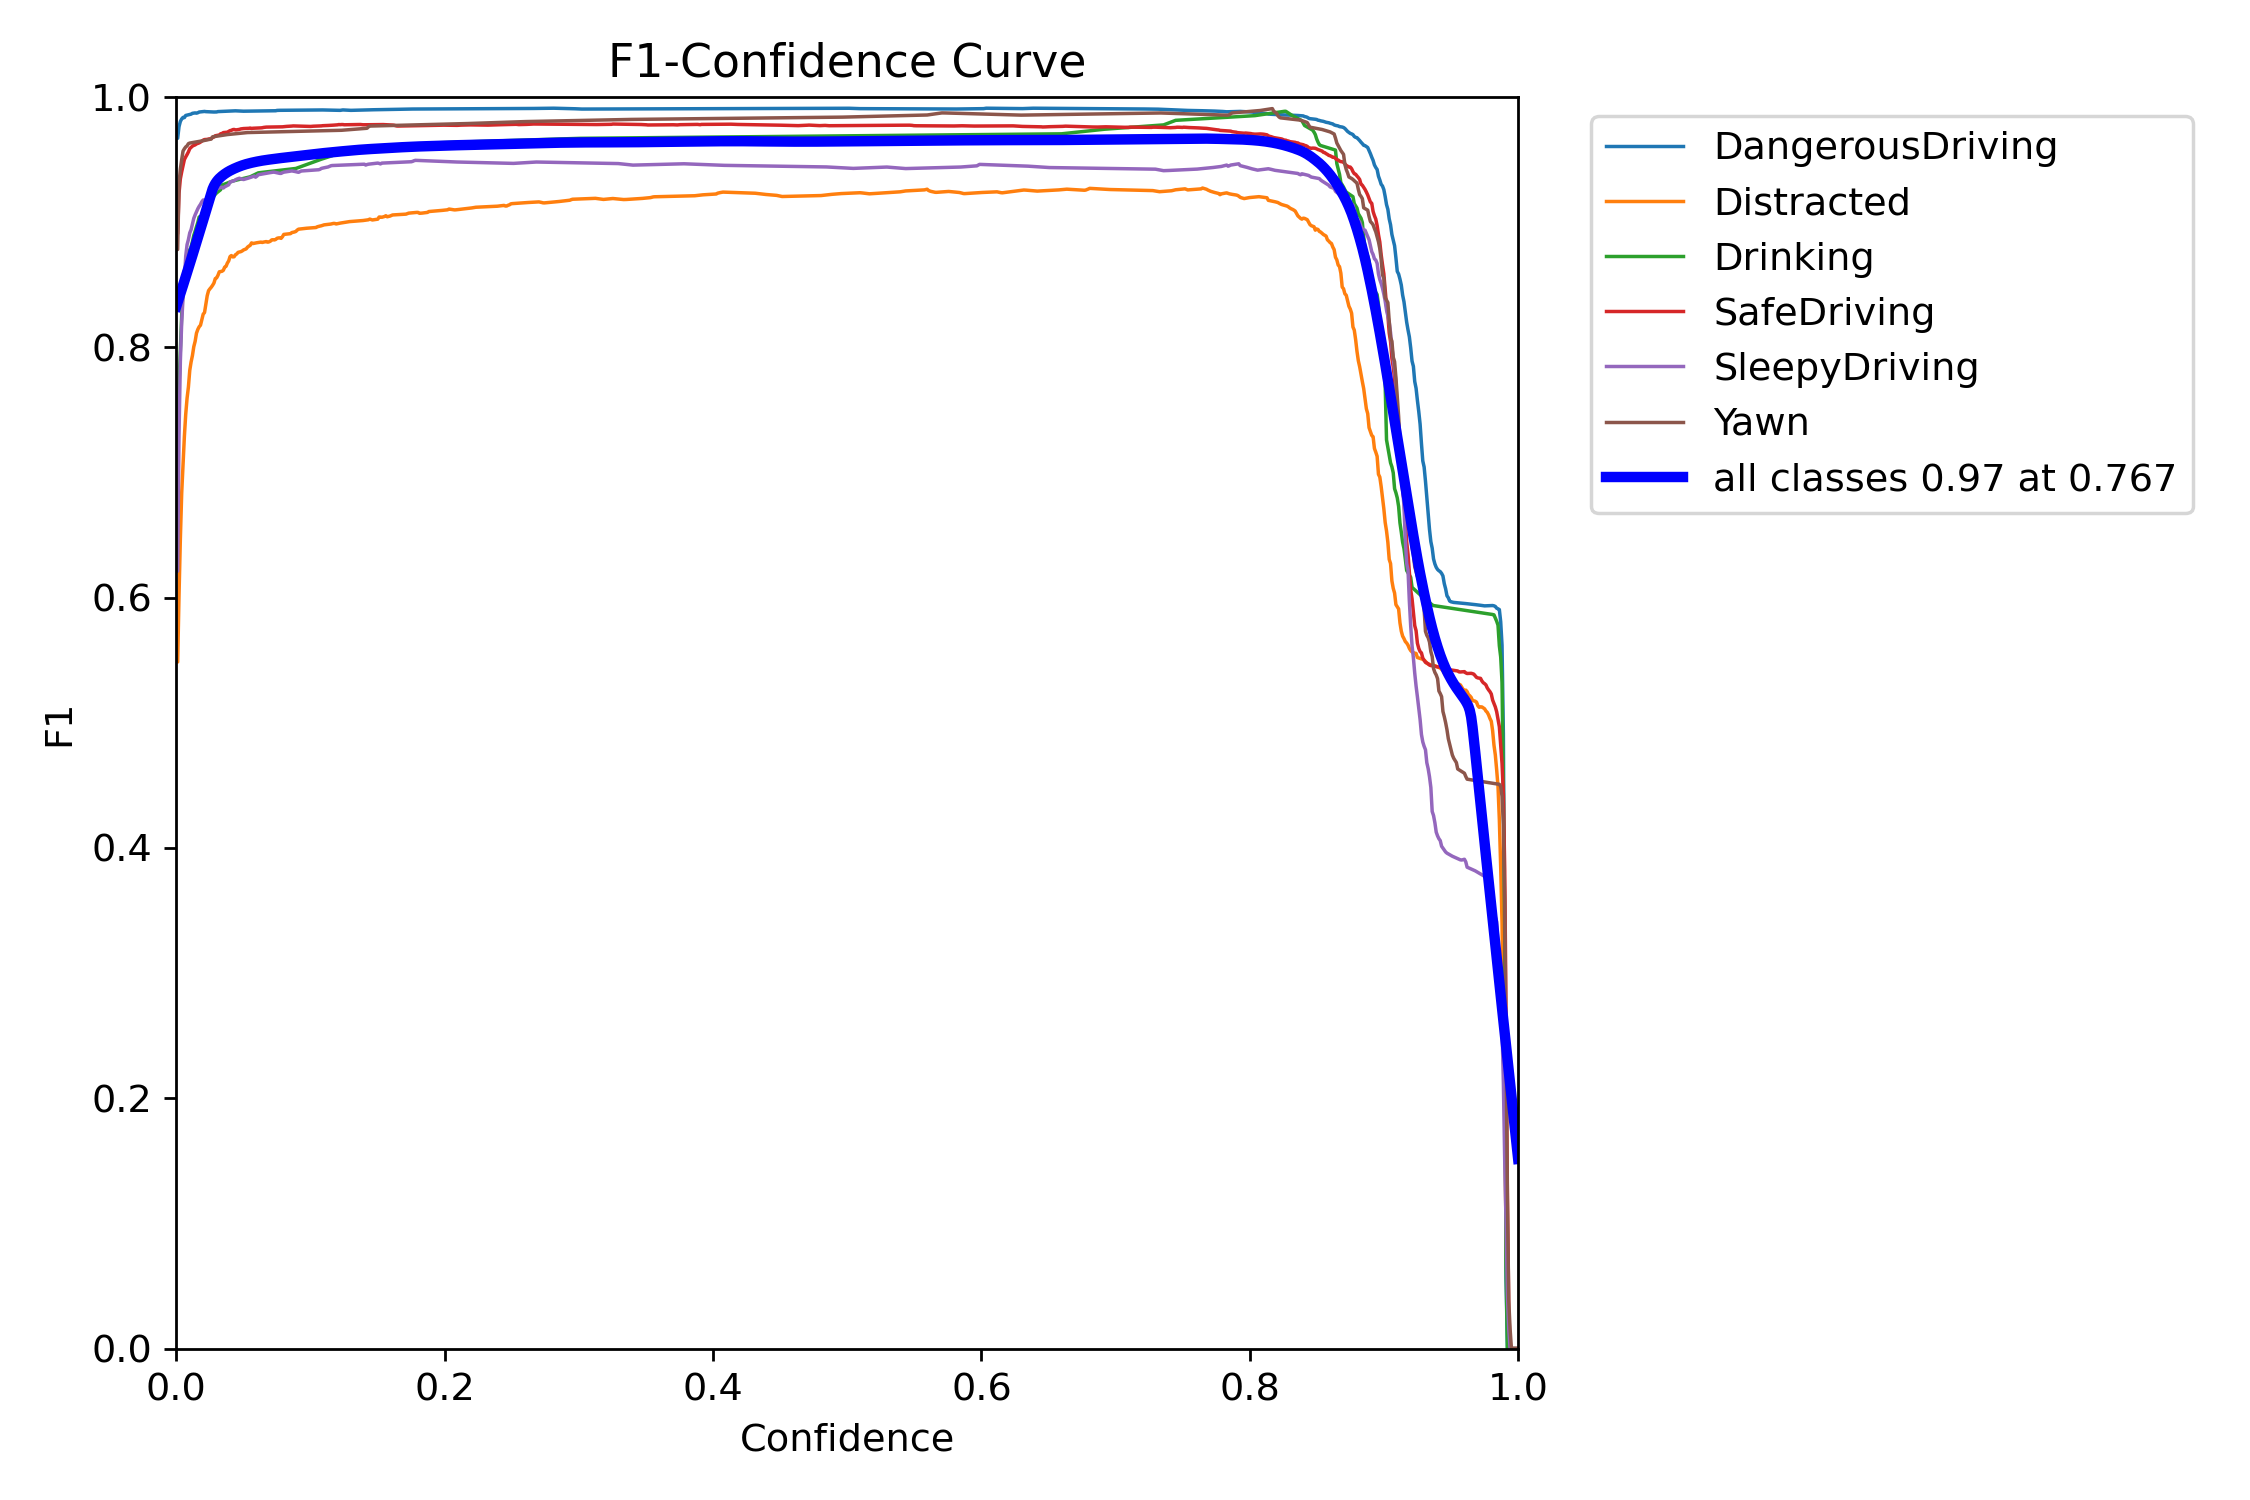 F1-Confidence Curve
1.0
0.8
0.6
0.4
0.2
0.0
F1
0.0 0.2 0.4 0.6 0.8 1.0
Confidence
DangerousDriving
Distracted
Drinking
SafeDriving
SleepyDriving
Yawn
all classes 0.97 at 0.767